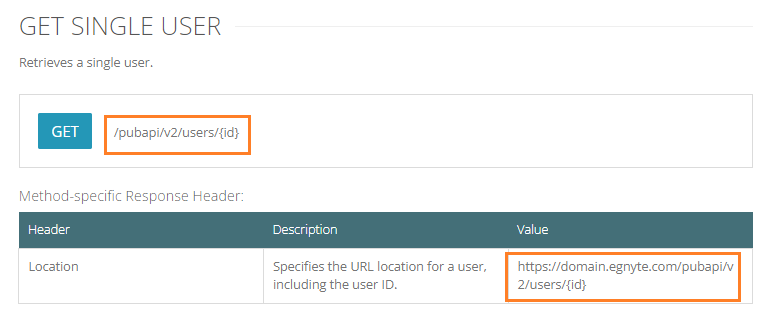 GET SINGLE USER
Retrieves a single user.
GET /pubapi/v2/users/{id}
Method-specific Response Header:
Header Description Value
Location Specifies the URL location for a user, https://domain.egnyte.com/pubapi/v
including the user ID. 2/users/{id}